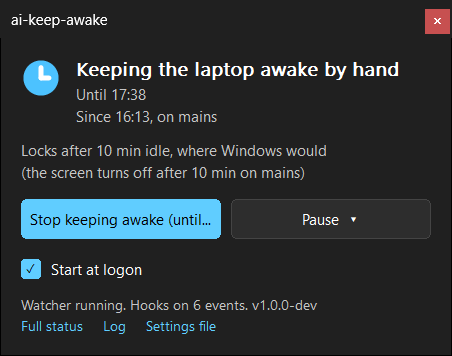 ai-keep-awake
Keeping the laptop awake by hand
Until 17:38
Since 16:13, on mains
Locks after 10 min idle, where Windows would
(the screen turns off after 10 min on mains)
Stop keeping awake (until...
Pause
Start at logon
Watcher running. Hooks on 6 events. v1.0.0-dev
Full status Log Settings file